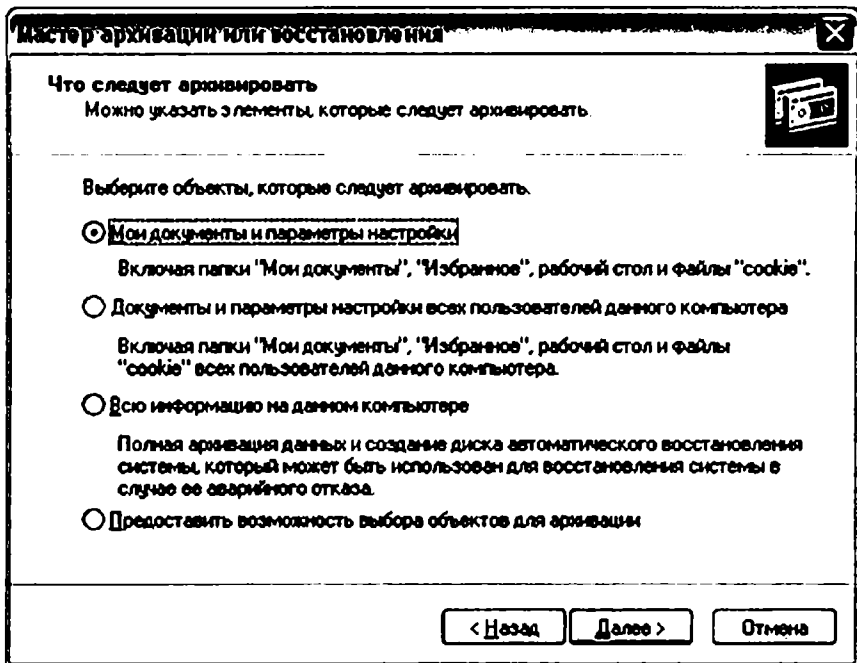 Мастер архивации или восстановления
Что следует архивировать
Можно указать элементы, которые следует архивировать.
Выберите объекты, которые следует архивировать.
Мои документы и параметры настройки
Включая папки "Мои документы", "Избранное", рабочий стол и файлы "cookie".
Документы и параметры настройки всех пользователей данного компьютера
Включая папки "Мои документы", "Избранное", рабочий стол и файлы
"cookie" всех пользователей данного компьютера.
Всю информацию на данном компьютере
Полная архивация данных и создание диска автоматического восстановления
системы, который может быть использован для восстановления системы в
случае ее аварийного отказа.
Предоставить возможность выбора объектов для архивации
< Назад
Далее >
Отмена